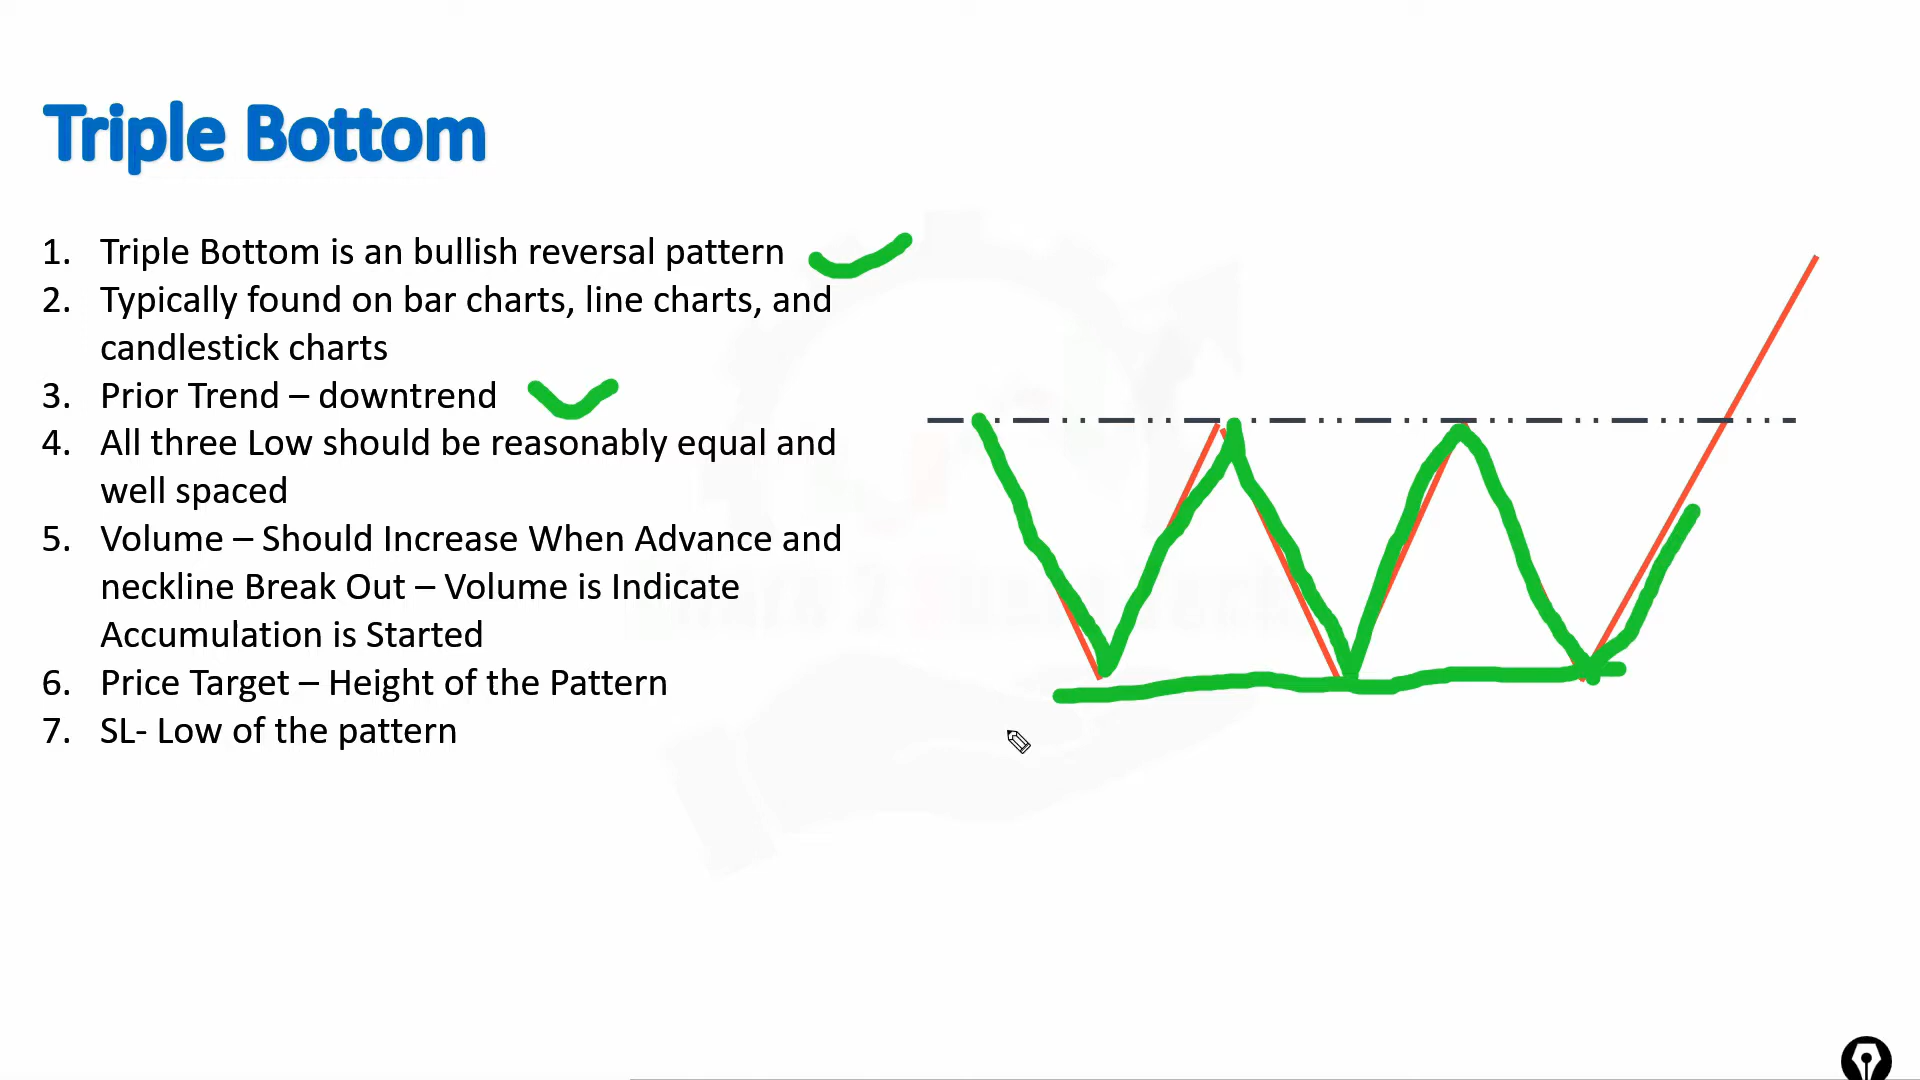 Triple Bottom
1. Triple Bottom is an bullish reversal pattern
2. Typically found on bar charts, line charts, and
candlestick charts
3. Prior Trend – downtrend
4. All three Low should be reasonably equal and
well spaced
5. Volume – Should Increase When Advance and
neckline Break Out – Volume is Indicate
Accumulation is Started
6. Price Target – Height of the Pattern
7. SL- Low of the pattern